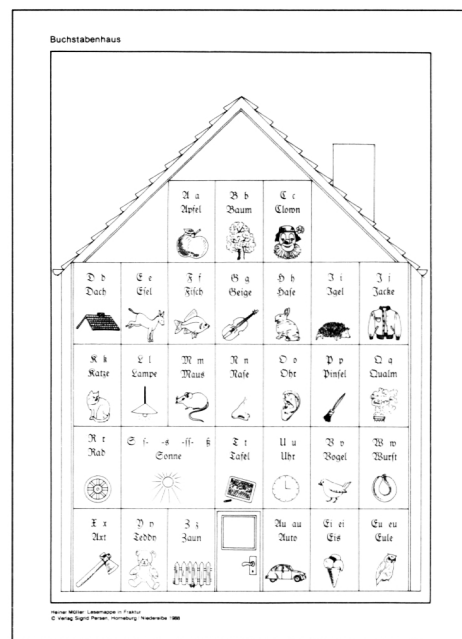 Buchstabenhaus
A a B b C c
Apfel Baum Clown
D d E e F f G g H h I i J j
Dach Esel Fisch Geige Hase Igel Jacke
K k L l M m N n O o P p Q q
Katze Lampe Maus Nase Ohr Pinsel Qualm
R r S ſ- -s -ſſ- ß T t U u V v W w
Rad Sonne Tafel Uhr Vogel Wurst
X x Y y Z z Au au Ei ei Eu eu
Axt Teddy Zaun Auto Eis Eule
Heiner Müller: Lesemappe in Fraktur
© Verlag Sigrid Persen, Horneburg/Niederelbe 1986